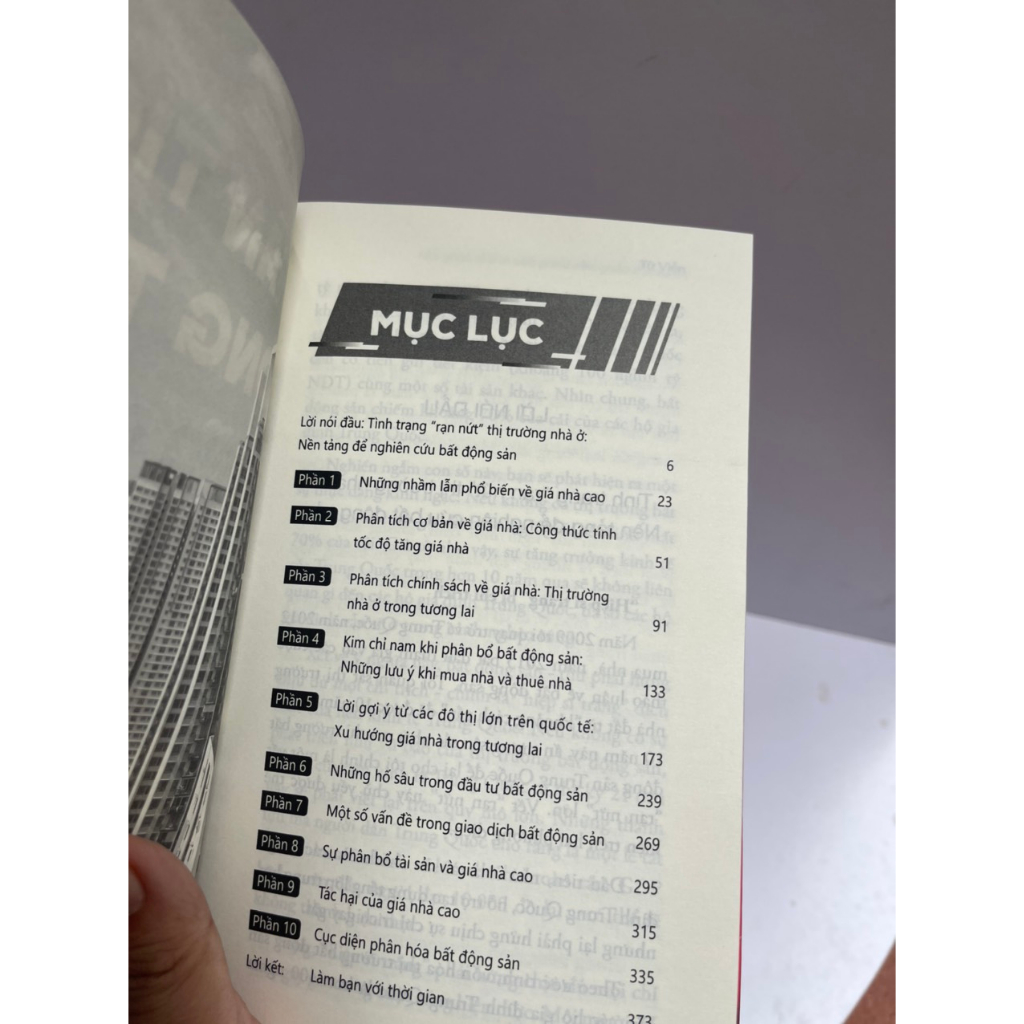 MỤC LỤC
Lời nói đầu: Tình trạng "rạn nứt" thị trường nhà ở:
Nền tảng để nghiên cứu bất động sản 6
Phần 1 Những nhầm lẫn phổ biến về giá nhà cao 23
Phần 2 Phân tích cơ bản về giá nhà: Công thức tính
tốc độ tăng giá nhà 51
Phần 3 Phân tích chính sách về giá nhà: Thị trường
nhà ở trong tương lai 91
Phần 4 Kim chỉ nam khi phân bổ bất động sản:
Những lưu ý khi mua nhà và thuê nhà 133
Phần 5 Lời gợi ý từ các đô thị lớn trên quốc tế:
Xu hướng giá nhà trong tương lai 173
Phần 6 Những hố sâu trong đầu tư bất động sản 239
Phần 7 Một số vấn đề trong giao dịch bất động sản 269
Phần 8 Sự phân bổ tài sản và giá nhà cao 295
Phần 9 Tác hại của giá nhà cao 315
Phần 10 Cục diện phân hóa bất động sản 335
Lời kết: Làm bạn với thời gian 373